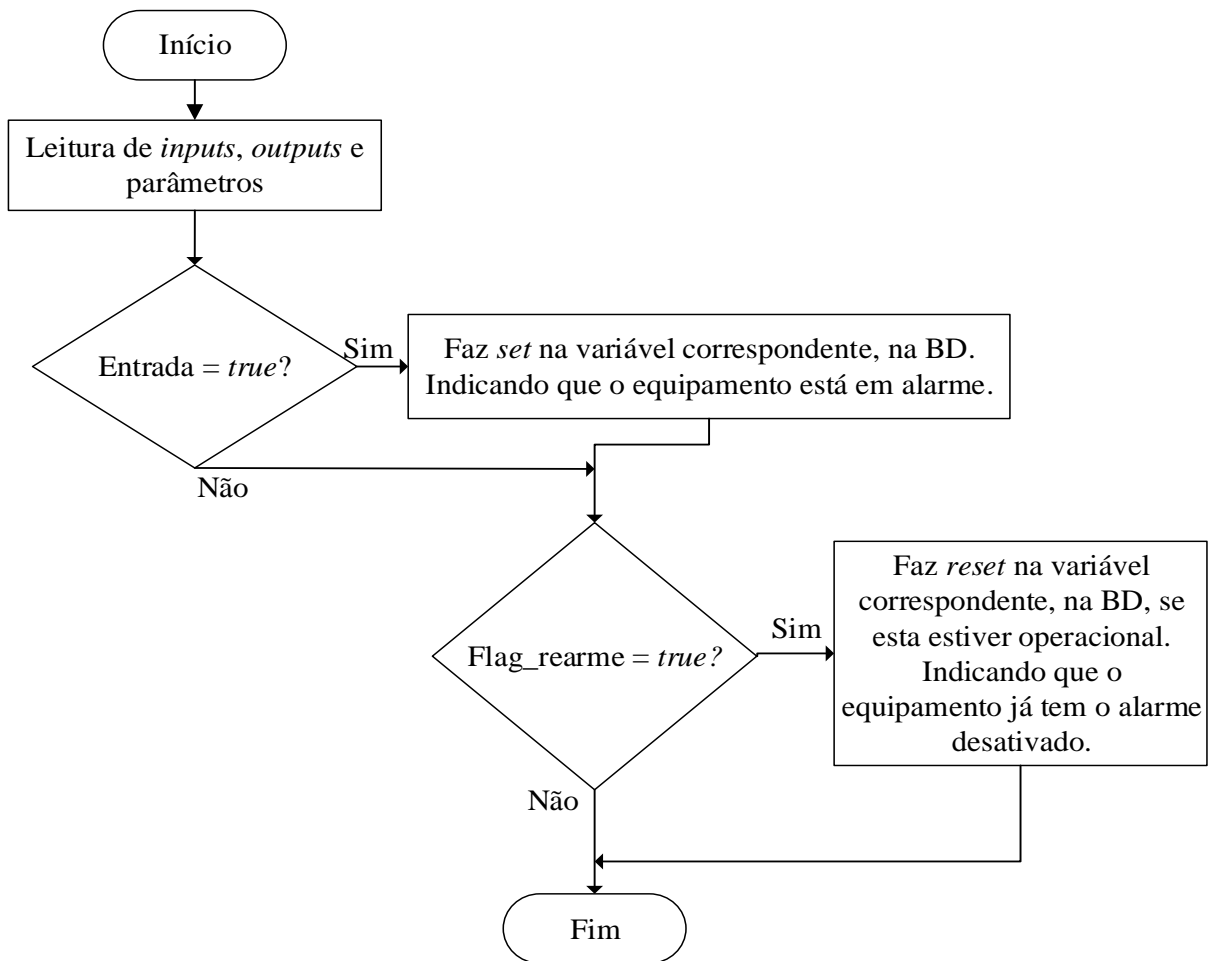 Início
Leitura de inputs, outputs e
parâmetros
Entrada = true?
Sim
Faz set na variável correspondente, na BD.
Indicando que o equipamento está em alarme.
Não
Flag_rearme = true?
Sim
Faz reset na variável
correspondente, na BD, se
esta estiver operacional.
Indicando que o
equipamento já tem o alarme
desativado.
Não
Fim